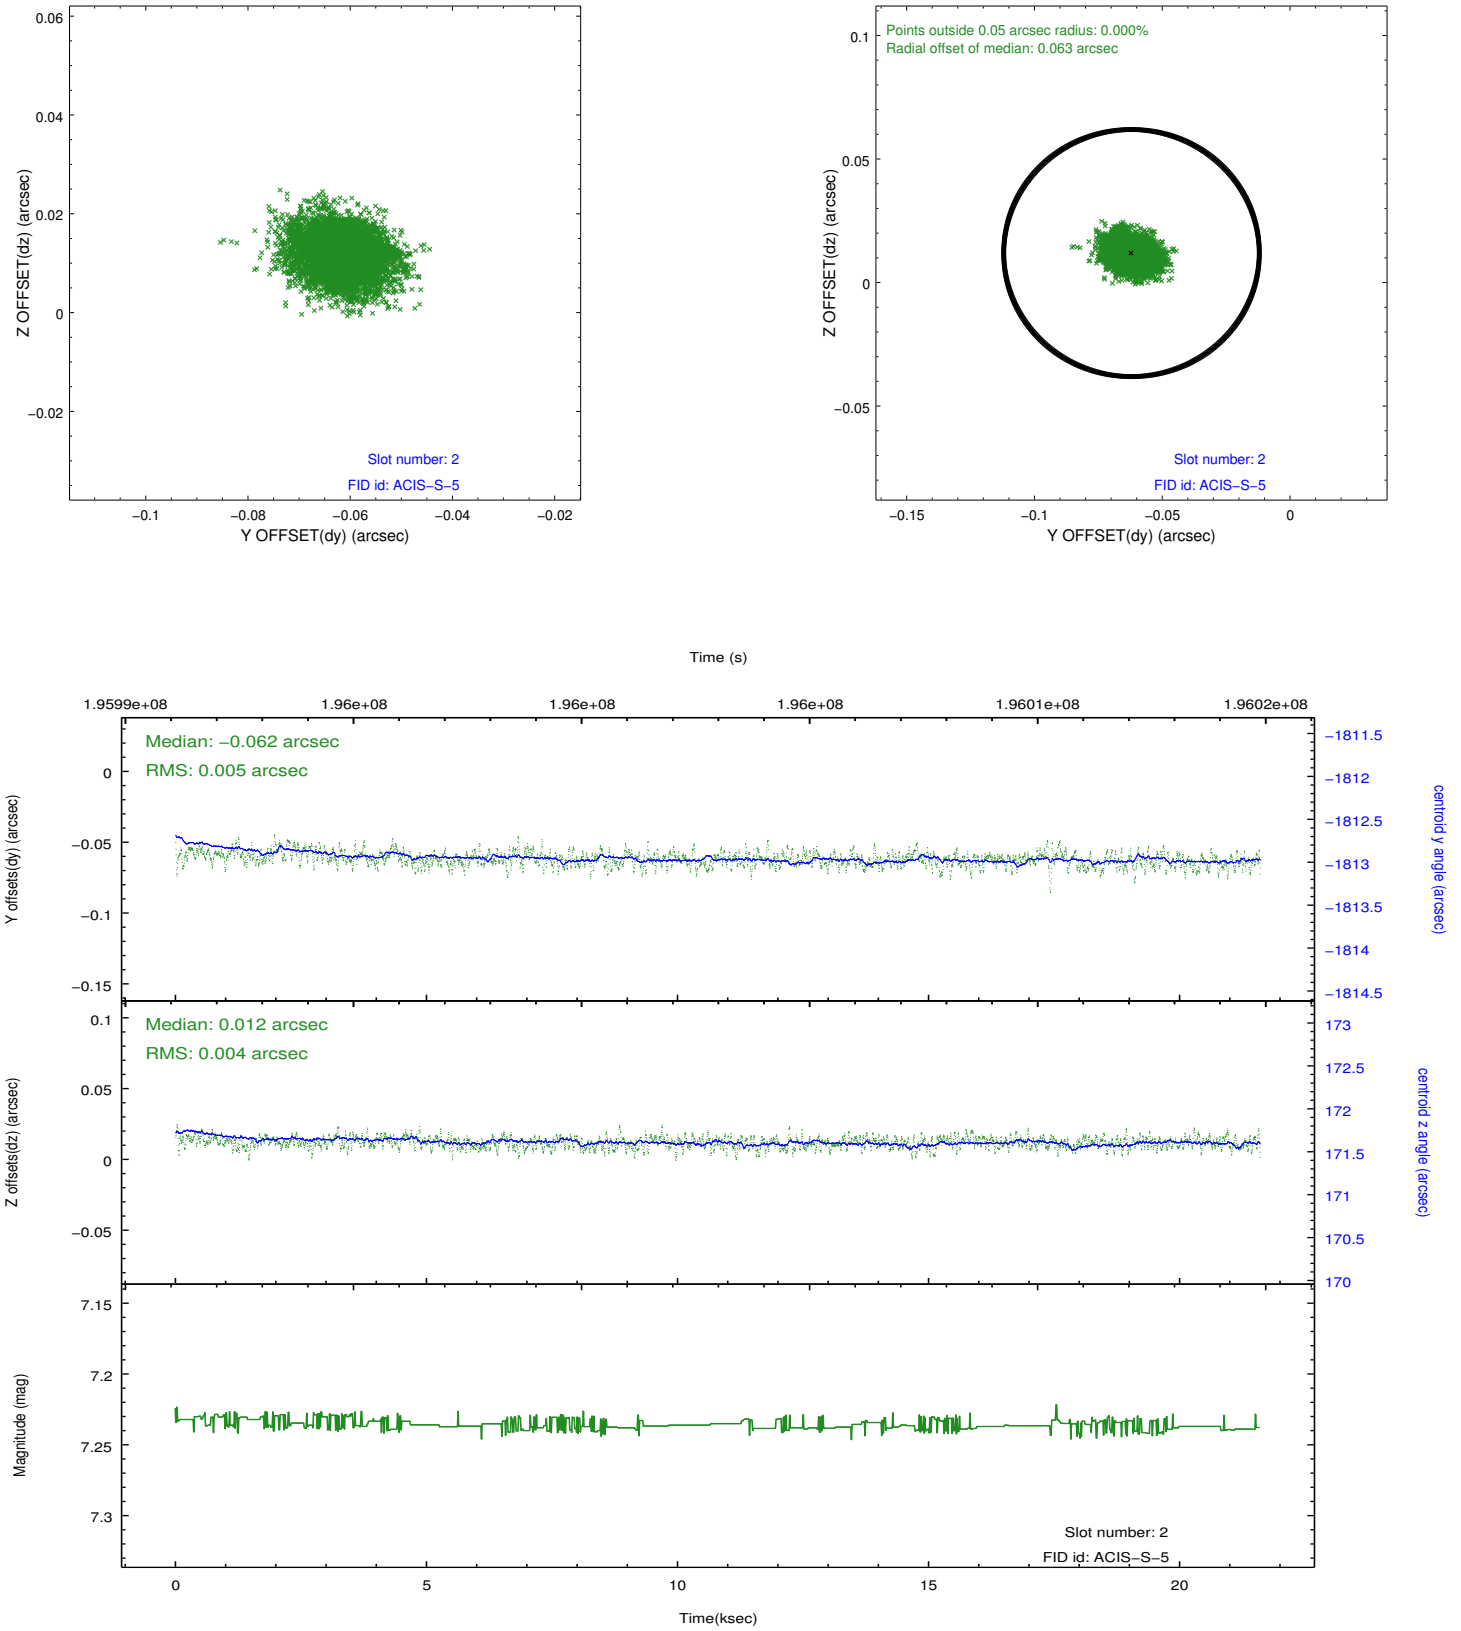 0.06
0.04
0.02
0
−0.02
Z OFFSET(dz) (arcsec)
Slot number: 2
FID id: ACIS−S−5
−0.1
−0.08
−0.06
−0.04
−0.02
Y OFFSET(dy) (arcsec)
Points outside 0.05 arcsec radius: 0.000%
Radial offset of median: 0.063 arcsec
0.1
0.05
0
−0.05
Z OFFSET(dz) (arcsec)
Slot number: 2
FID id: ACIS−S−5
−0.15
−0.1
−0.05
0
Y OFFSET(dy) (arcsec)
Time (s)
1.9599e+08
1.96e+08
1.96e+08
1.96e+08
1.9601e+08
1.9602e+08
Median: −0.062 arcsec
RMS: 0.005 arcsec
0
−0.05
−0.1
−0.15
Y offsets(dy) (arcsec)
−1811.5
−1812
−1812.5
−1813
−1813.5
−1814
−1814.5
centroid y angle (arcsec)
Median: 0.012 arcsec
RMS: 0.004 arcsec
0.1
0.05
0
−0.05
Z offsets(dz) (arcsec)
173
172.5
172
171.5
171
170.5
170
centroid z angle (arcsec)
7.15
7.2
7.25
7.3
Magnitude (mag)
Slot number: 2
FID id: ACIS−S−5
0
5
10
15
20
Time(ksec)